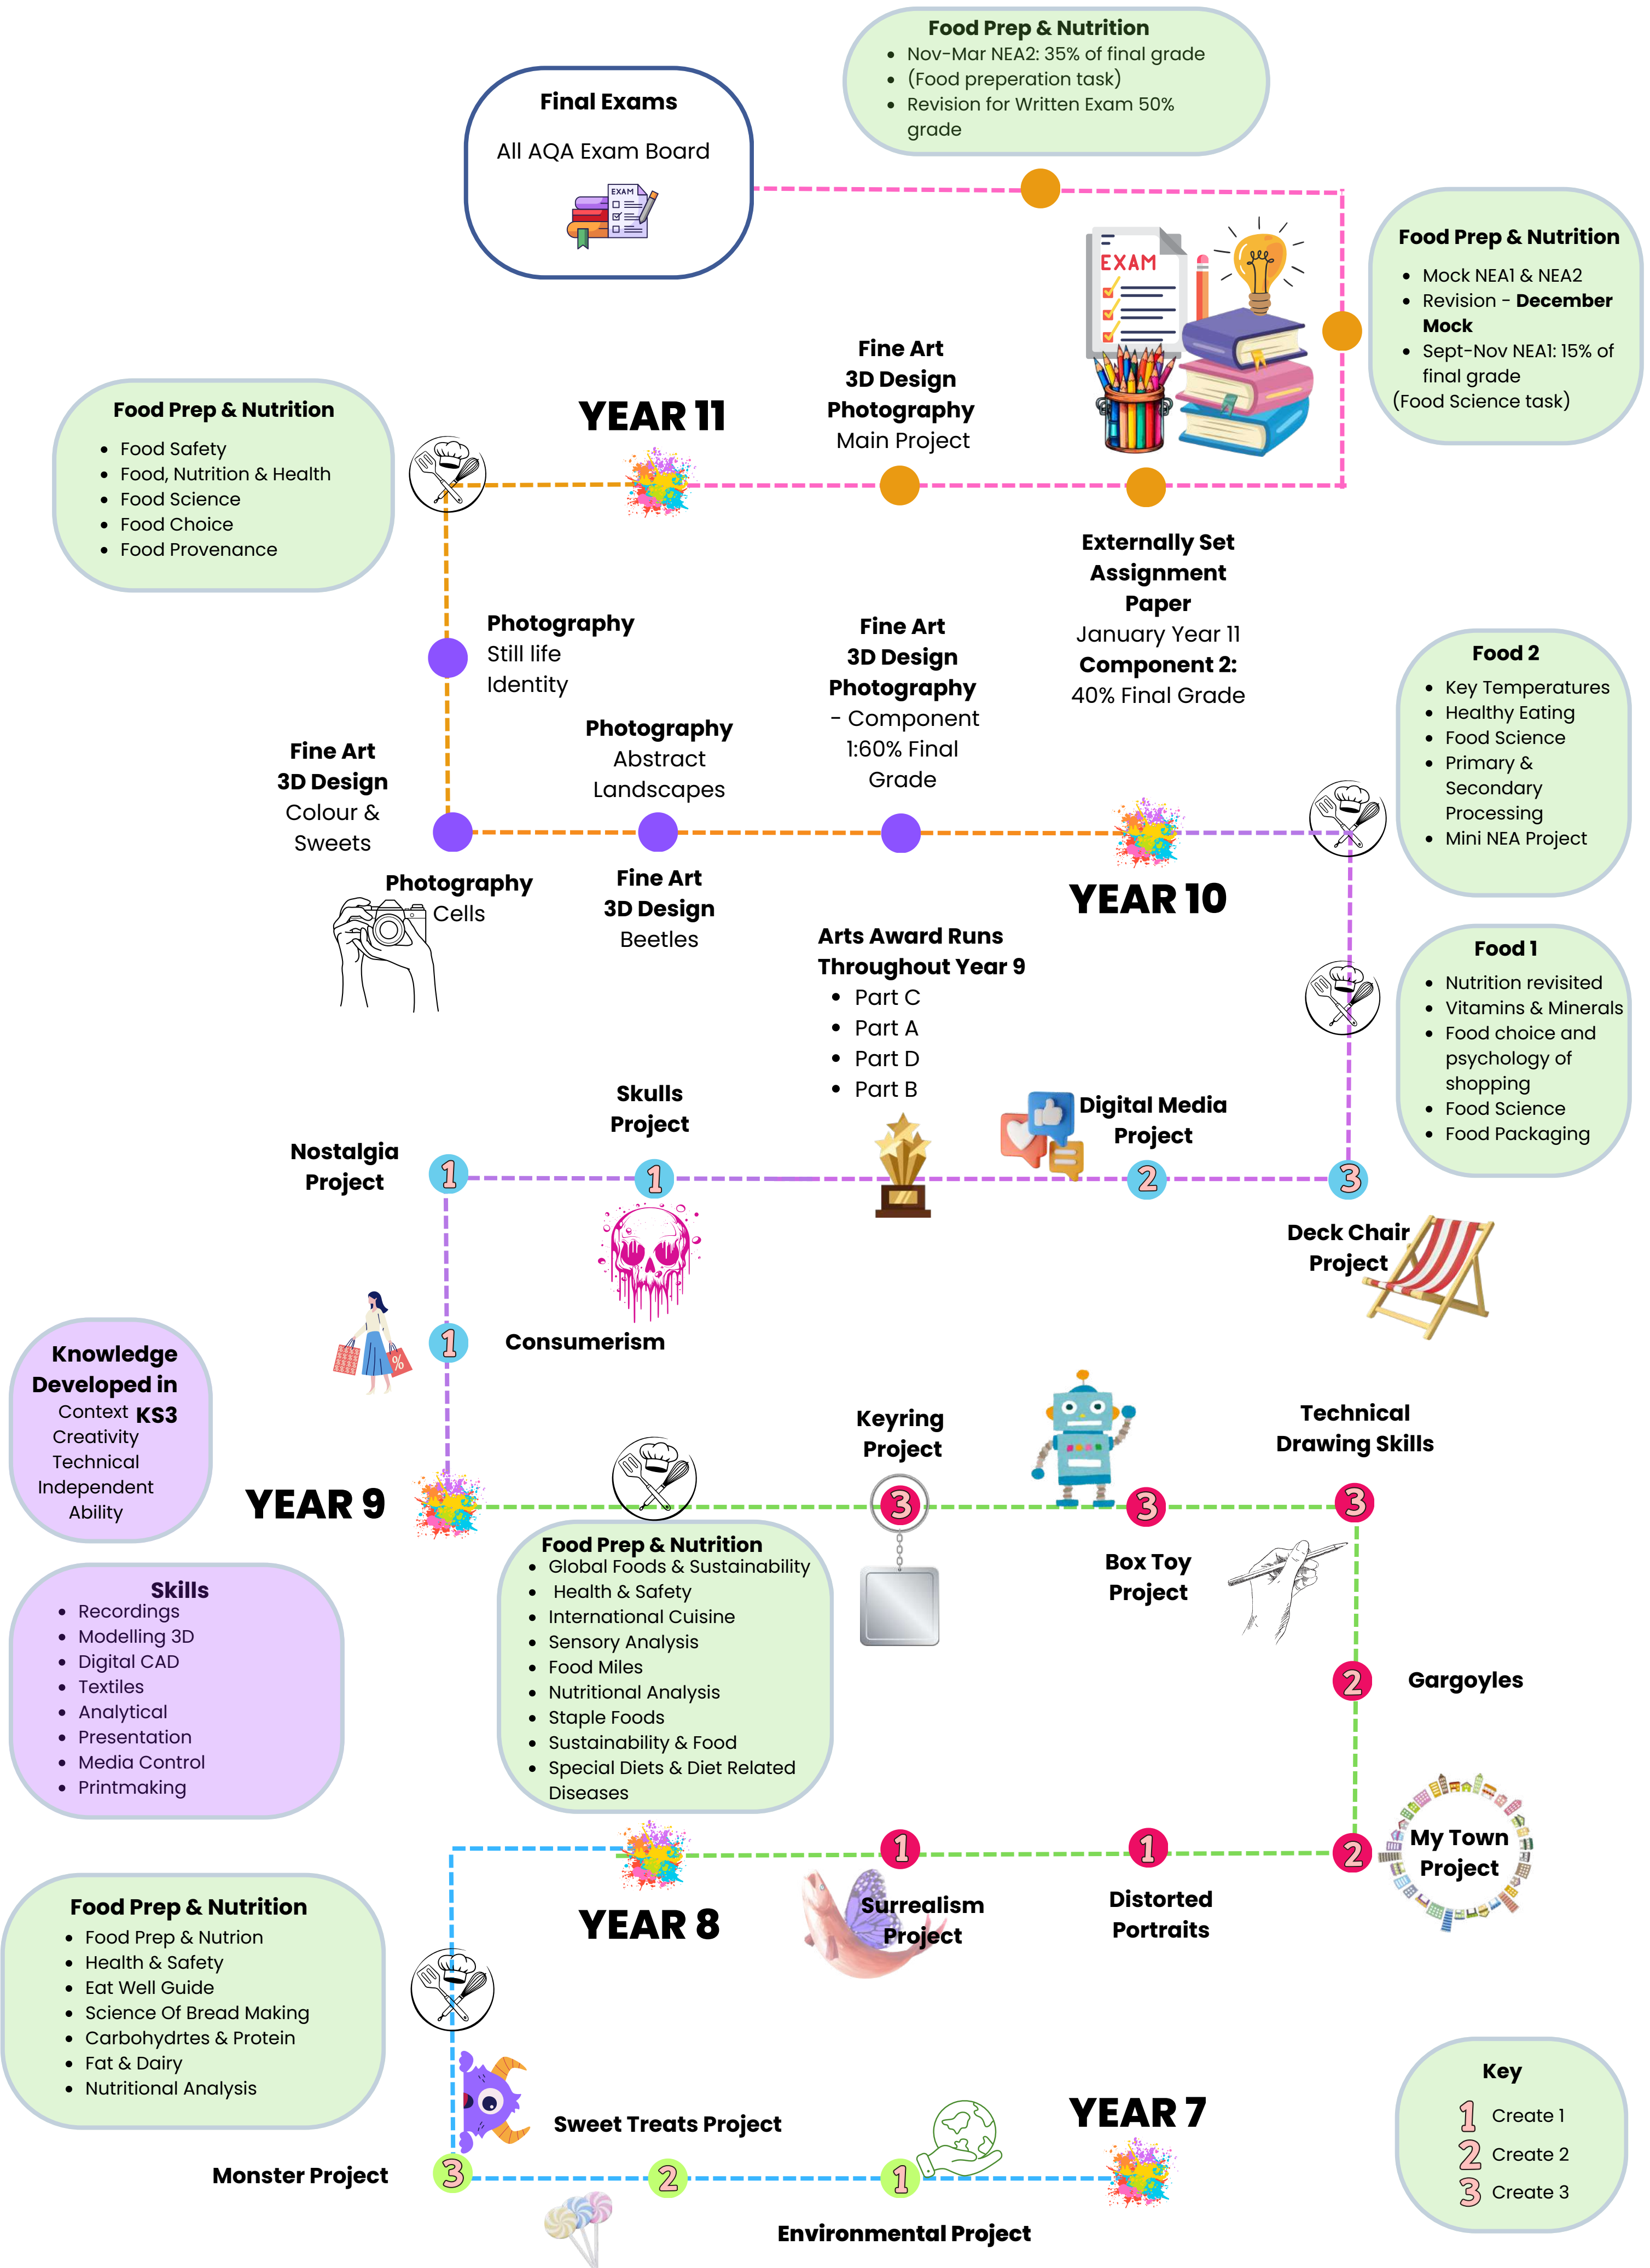 Food Prep & Nutrition
Nov-Mar NEA2: 35% of final grade
(Food preperation task)
Revision for Written Exam 50%
grade
Final Exams
All AQA Exam Board
EXAM
Food Prep & Nutrition
Mock NEA1 & NEA2
Revision - December
Mock
Sept-Nov NEA1: 15% of
final grade
(Food Science task)
EXAM
Fine Art
3D Design
Photography
Main Project
YEAR 11
Food Prep & Nutrition
Food Safety
Food, Nutrition & Health
Food Science
Food Choice
Food Provenance
Externally Set
Assignment
Paper
January Year 11
Component 2:
40% Final Grade
Photography
Still life
Identity
Fine Art
3D Design
Photography
- Component
1:60% Final
Grade
Food 2
Key Temperatures
Healthy Eating
Food Science
Primary &
Secondary
Processing
Mini NEA Project
Photography
Abstract
Landscapes
Fine Art
3D Design
Colour &
Sweets
Photography
Cells
Fine Art
3D Design
Beetles
YEAR 10
Food 1
Nutrition revisited
Vitamins & Minerals
Food choice and
psychology of
shopping
Food Science
Food Packaging
Arts Award Runs
Throughout Year 9
Part C
Part A
Part D
Part B
Skulls
Project
Digital Media
Project
Nostalgia
Project
1
1
2
3
Deck Chair
Project
1
Consumerism
%
Knowledge
Developed in
Context KS3
Creativity
Technical
Independent
Ability
Keyring
Project
Technical
Drawing Skills
YEAR 9
3
3
3
Box Toy
Project
Food Prep & Nutrition
Global Foods & Sustainability
Health & Safety
International Cuisine
Sensory Analysis
Food Miles
Nutritional Analysis
Staple Foods
Sustainability & Food
Special Diets & Diet Related
Diseases
Skills
Recordings
Modelling 3D
Digital CAD
Textiles
Analytical
Presentation
Media Control
Printmaking
2
Gargoyles
My Town
Project
1
1
2
Surrealism
Project
Distorted
Portraits
YEAR 8
Food Prep & Nutrition
Food Prep & Nutrion
Health & Safety
Eat Well Guide
Science Of Bread Making
Carbohydrtes & Protein
Fat & Dairy
Nutritional Analysis
Sweet Treats Project
YEAR 7
Monster Project
3
2
1
Environmental Project
Key
1 Create 1
2 Create 2
3 Create 3